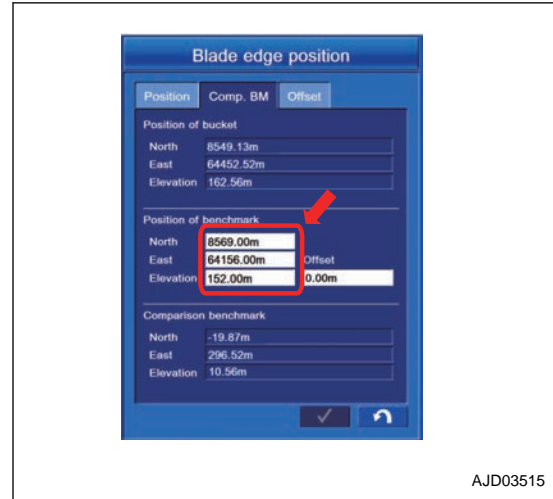 Blade edge position
Position Comp. BM Offset
Position of bucket
North 8549.13m
East 64452.52m
Elevation 162.56m
Position of benchmark
North 8569.00m
East 64156.00m Offset
Elevation 152.00m 0.00m
Comparison benchmark
North -19.87m
East 296.52m
Elevation 10.56m
AJD03515